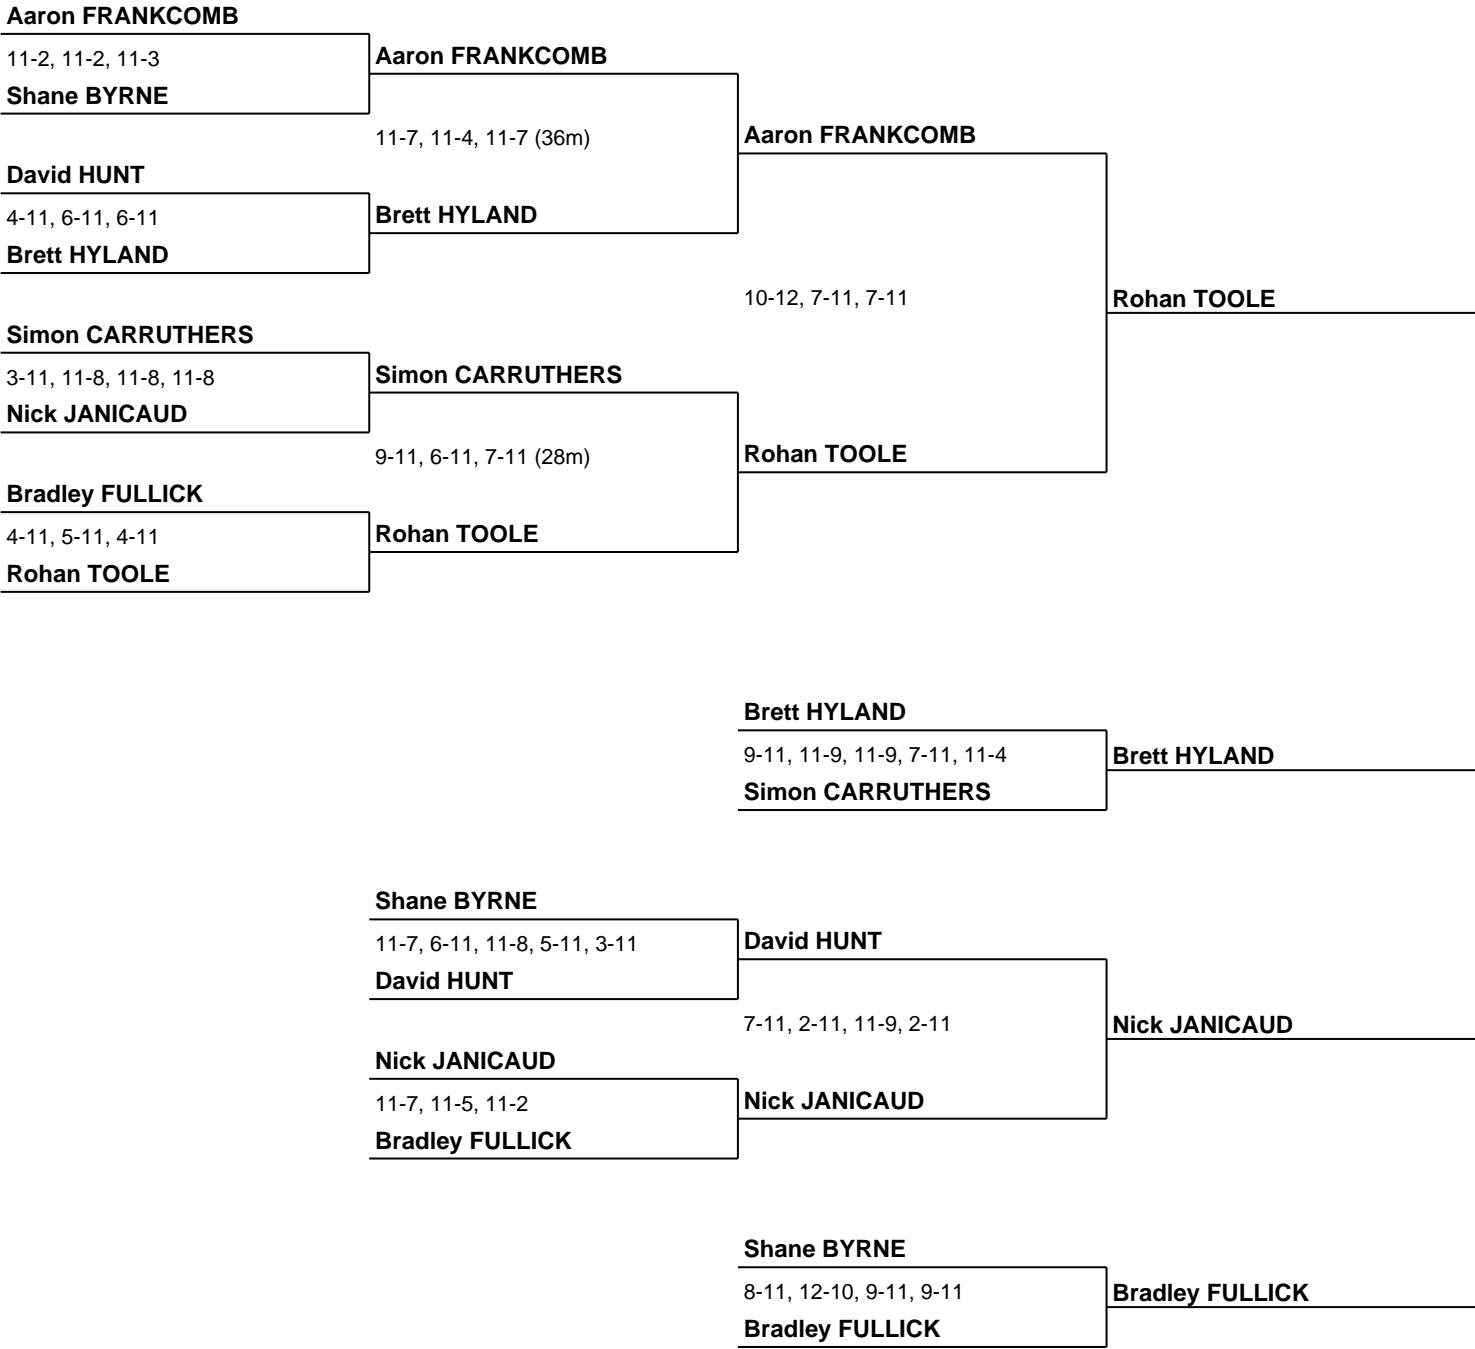 Aaron FRANKCOMB
11-2, 11-2, 11-3
Aaron FRANKCOMB
Shane BYRNE
11-7, 11-4, 11-7 (36m)
Aaron FRANKCOMB
David HUNT
4-11, 6-11, 6-11
Brett HYLAND
Brett HYLAND
10-12, 7-11, 7-11
Rohan TOOLE
Simon CARRUTHERS
3-11, 11-8, 11-8, 11-8
Simon CARRUTHERS
Nick JANICAUD
9-11, 6-11, 7-11 (28m)
Rohan TOOLE
Bradley FULLICK
4-11, 5-11, 4-11
Rohan TOOLE
Rohan TOOLE
Brett HYLAND
9-11, 11-9, 11-9, 7-11, 11-4
Brett HYLAND
Simon CARRUTHERS
Shane BYRNE
11-7, 6-11, 11-8, 5-11, 3-11
David HUNT
David HUNT
7-11, 2-11, 11-9, 2-11
Nick JANICAUD
Nick JANICAUD
11-7, 11-5, 11-2
Nick JANICAUD
Bradley FULLICK
Shane BYRNE
8-11, 12-10, 9-11, 9-11
Bradley FULLICK
Bradley FULLICK